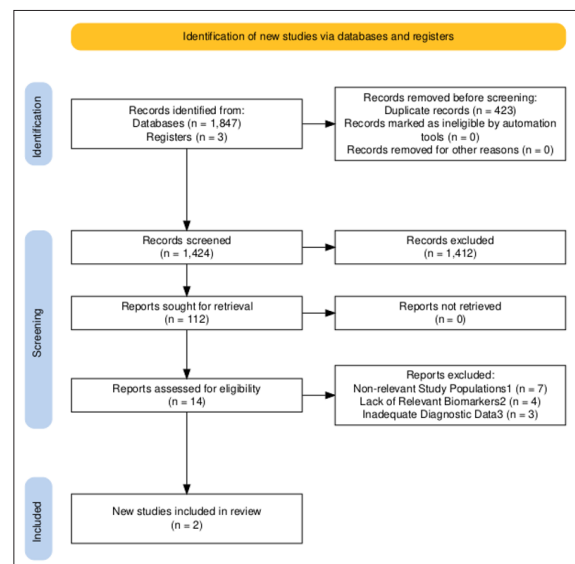 Identification of new studies via databases and registers
Identification
Records identified from:
Databases (n = 1,847)
Registers (n = 3)
Records removed before screening:
Duplicate records (n = 423)
Records marked as ineligible by automation
tools (n = 0)
Records removed for other reasons (n = 0)
Screening
Records screened
(n = 1,424)
Records excluded
(n = 1,412)
Reports sought for retrieval
(n = 112)
Reports not retrieved
(n = 0)
Reports assessed for eligibility
(n = 14)
Reports excluded:
Non-relevant Study Populations1 (n = 7)
Lack of Relevant Biomarkers2 (n = 4)
Inadequate Diagnostic Data3 (n = 3)
Included
New studies included in review
(n = 2)